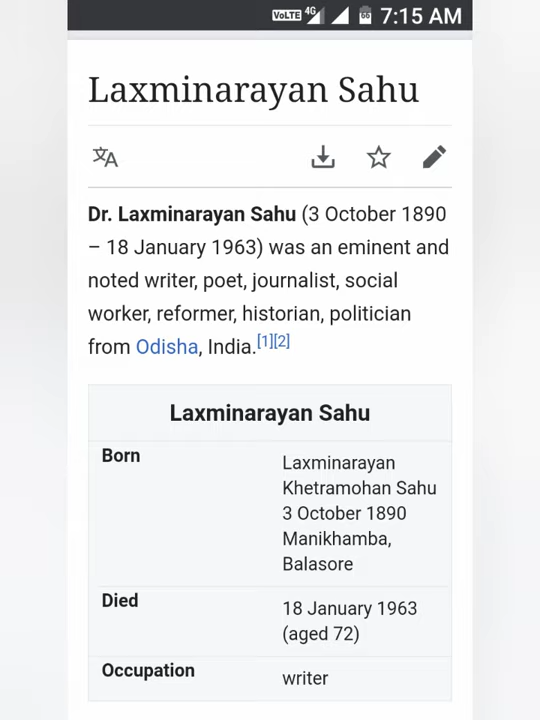 VoLTE 4G 7:15 AM
Laxminarayan Sahu
Dr. Laxminarayan Sahu (3 October 1890
– 18 January 1963) was an eminent and
noted writer, poet, journalist, social
worker, reformer, historian, politician
from Odisha, India.[1][2]
Laxminarayan Sahu
Born
Laxminarayan
Khetramohan Sahu
3 October 1890
Manikhamba,
Balasore
Died
18 January 1963
(aged 72)
Occupation
writer